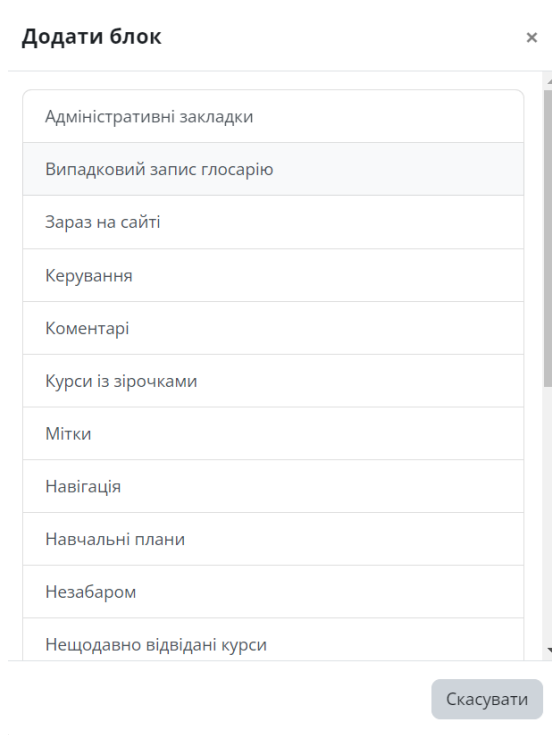 Додати блок
×
Адміністративні закладки
Випадковий запис глосарію
Зараз на сайті
Керування
Коментарі
Курси із зірочками
Мітки
Навігація
Навчальні плани
Незабаром
Нещодавно відвідані курси
Скасувати